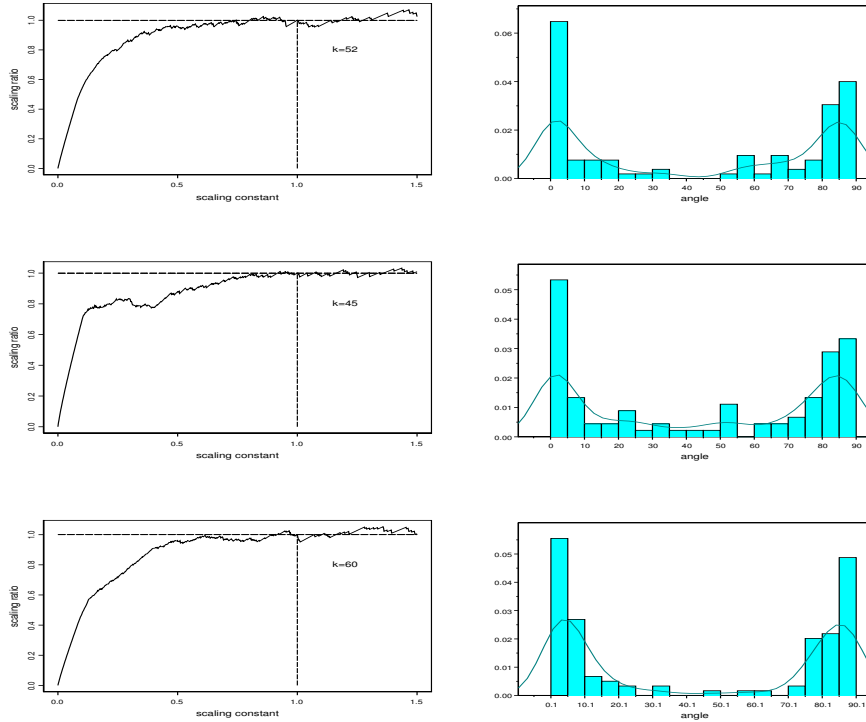 scaling ratio
0.0 0.2 0.4 0.6 0.8 1.0
k=52
0.0 0.5 1.0 1.5
scaling constant
0.00 0.02 0.04 0.06
0 10 20 30 40 50 60 70 80 90
angle
scaling ratio
0.0 0.2 0.4 0.6 0.8 1.0
k=45
0.0 0.5 1.0 1.5
scaling constant
0.00 0.01 0.02 0.03 0.04 0.05
0 10 20 30 40 50 60 70 80 90
angle
scaling ratio
0.0 0.2 0.4 0.6 0.8 1.0
k=60
0.0 0.5 1.0 1.5
scaling constant
0.00 0.01 0.02 0.03 0.04 0.05
0.1 10.1 20.1 30.1 40.1 50.1 60.1 70.1 80.1 90.1
angle